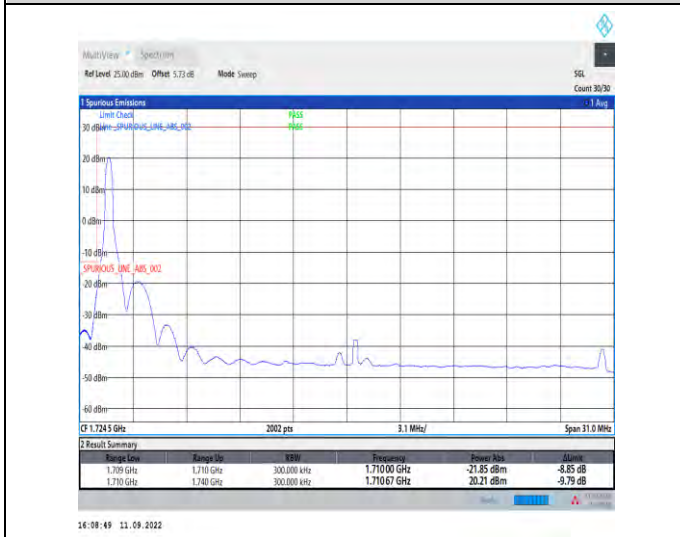 MultiView Spectrum
Ref Level 25.00 dBm Offset 5.73 dB Mode Sweep SGL
Count 30/30
1 Spurious Emissions 1 Avg
Limit Check PASS
30 dBm Line _SPURIOUS_LINE_ABS_002 PASS
20 dBm
10 dBm
0 dBm
-10 dBm
_SPURIOUS_LINE_ABS_002
-20 dBm
-30 dBm
-40 dBm
-50 dBm
-60 dBm
CF 1.724 5 GHz 2002 pts 3.1 MHz/ Span 31.0 MHz
2 Result Summary
Range Low Range Up RBW Frequency Power Abs ΔLimit
1.709 GHz 1.710 GHz 300.000 kHz 1.710 00 GHz -21.85 dBm -8.85 dB
1.710 GHz 1.740 GHz 300.000 kHz 1.710 67 GHz 20.21 dBm -9.79 dB
Ready
16:08:49 11.09.2022